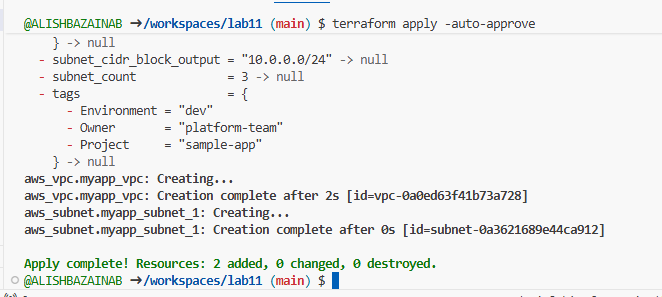 @ALISHBAZAINAB ➜/workspaces/lab11 (main) $ terraform apply -auto-approve
} -> null
- subnet_cidr_block_output = "10.0.0.0/24" -> null
- subnet_count = 3 -> null
- tags = {
- Environment = "dev"
- Owner = "platform-team"
- Project = "sample-app"
} -> null
aws_vpc.myapp_vpc: Creating...
aws_vpc.myapp_vpc: Creation complete after 2s [id=vpc-0a0ed63f41b73a728]
aws_subnet.myapp_subnet_1: Creating...
aws_subnet.myapp_subnet_1: Creation complete after 0s [id=subnet-0a3621689e44ca912]
Apply complete! Resources: 2 added, 0 changed, 0 destroyed.
@ALISHBAZAINAB ➜/workspaces/lab11 (main) $